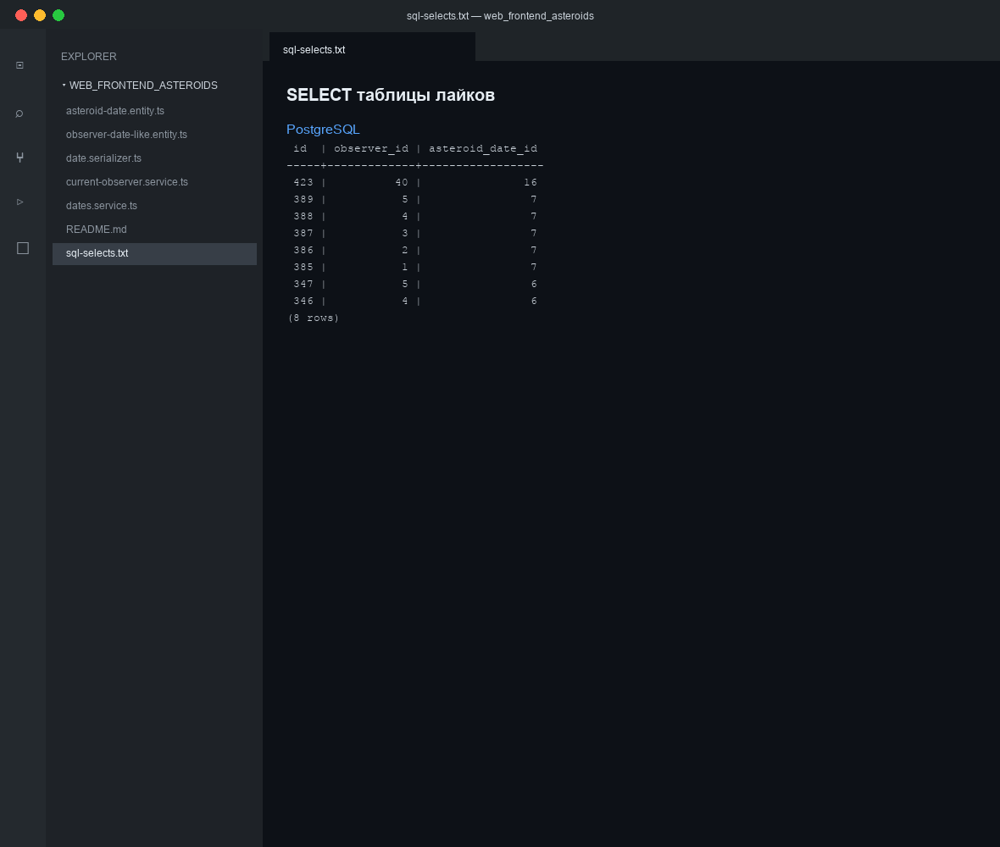 sql-selects.txt — web_frontend_asteroids
EXPLORER
WEB_FRONTEND_ASTEROIDS
asteroid-date.entity.ts
observer-date-like.entity.ts
date.serializer.ts
current-observer.service.ts
dates.service.ts
README.md
sql-selects.txt
sql-selects.txt
SELECT таблицы лайков
PostgreSQL
 id  | observer_id | asteroid_date_id
-----+-------------+------------------
 423 |          40 |               16
 389 |           5 |                7
 388 |           4 |                7
 387 |           3 |                7
 386 |           2 |                7
 385 |           1 |                7
 347 |           5 |                6
 346 |           4 |                6
(8 rows)